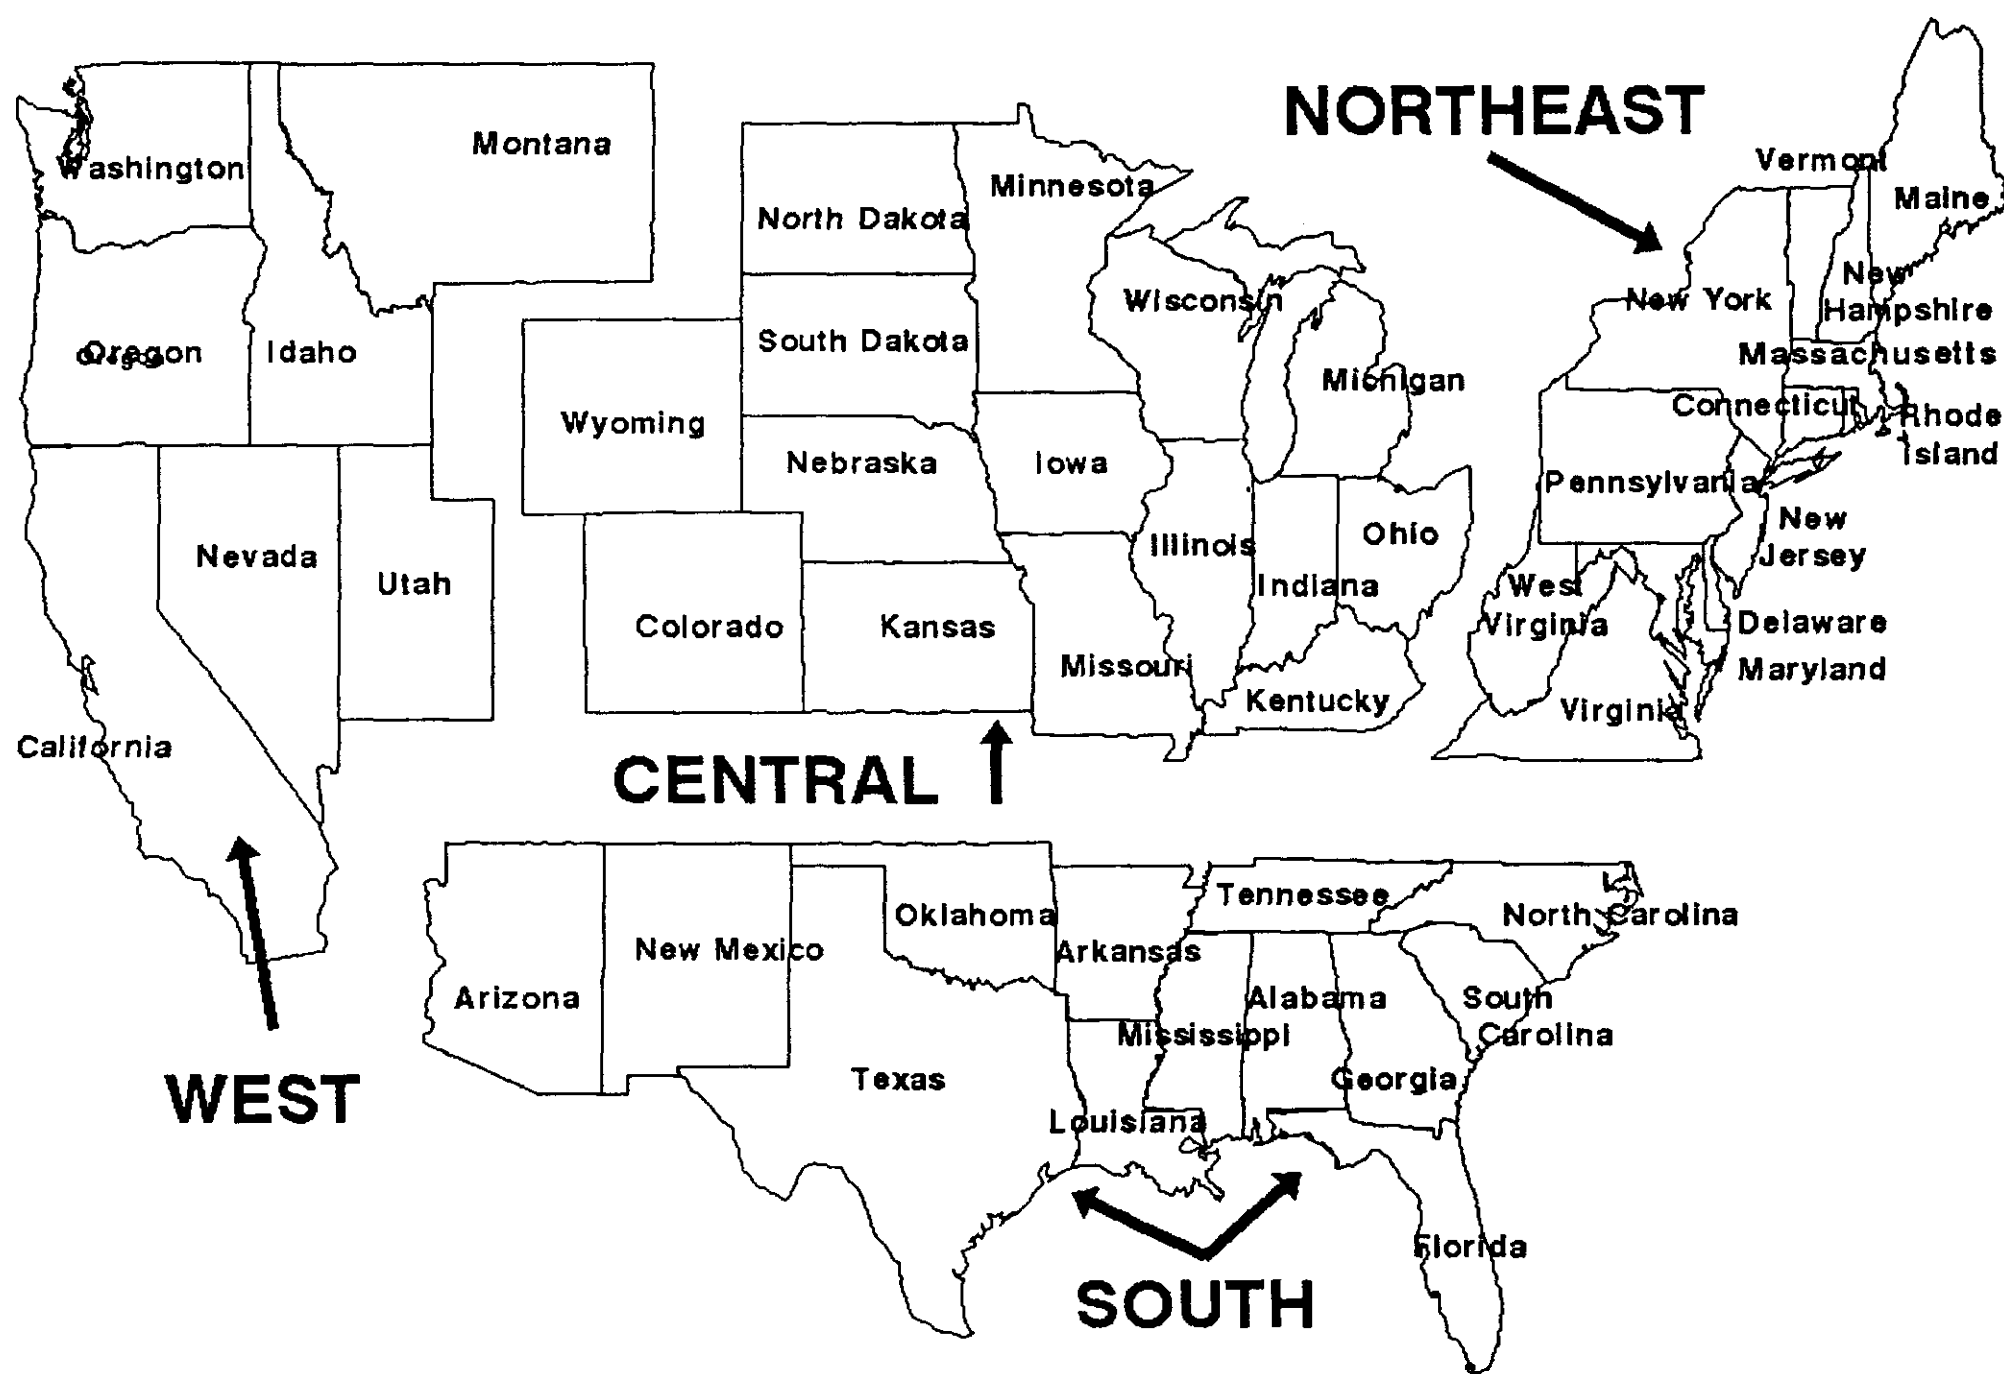 NORTHEAST
Montana
Washington
Vermont
Minnesota
Maine
North Dakota
New
Hampshire
Wisconsin
New York
South Dakota
Oregon
Idaho
Massachusetts
Michigan
Connecticut
Rhode
Island
Wyoming
Nebraska
Iowa
Pennsylvania
New
Jersey
Nevada
Utah
Illinois
Ohio
Indiana
West
Virginia
Delaware
Colorado
Kansas
Missouri
Maryland
Kentucky
Virginia
California
CENTRAL
Tennessee
Oklahoma
North Carolina
New Mexico
Arkansas
Arizona
Alabama
South
Carolina
Mississippi
WEST
Texas
Georgia
Louisiana
Florida
SOUTH